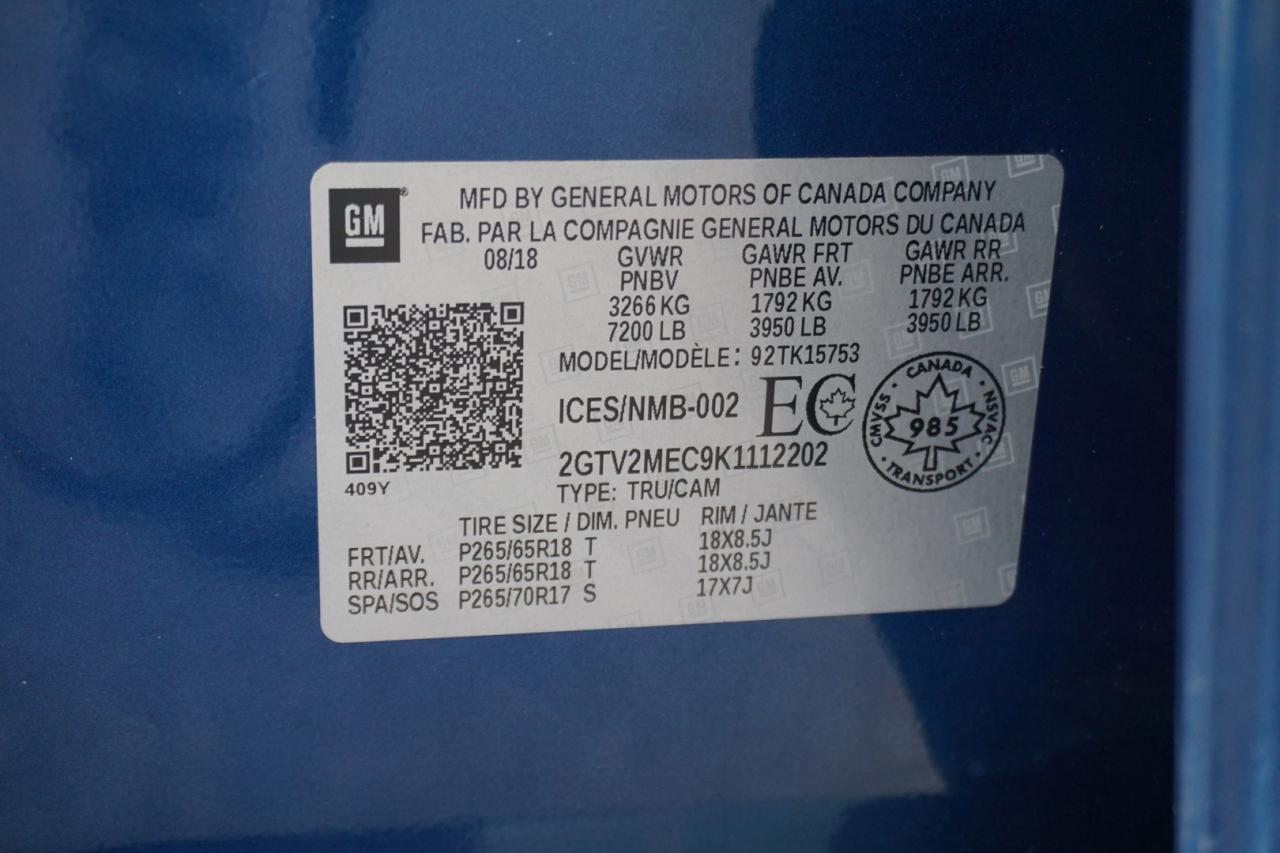 GM®
MFD BY GENERAL MOTORS OF CANADA COMPANY
FAB. PAR LA COMPAGNIE GENERAL MOTORS DU CANADA
08/18 GVWR GAWR FRT GAWR RR
PNBV PNBE AV. PNBE ARR.
3266 KG 1792 KG 1792 KG
7200 LB 3950 LB 3950 LB
MODEL/MODÈLE: 92TK15753
ICES/NMB-002 EC
CANADA
CMVSS 985 NSVAC
TRANSPORT
2GTV2MEC9K1112202
409Y
TYPE: TRU/CAM
TIRE SIZE / DIM. PNEU RIM / JANTE
FRT/AV. P265/65R18 T 18X8.5J
RR/ARR. P265/65R18 T 18X8.5J
SPA/SOS P265/70R17 S 17X7J